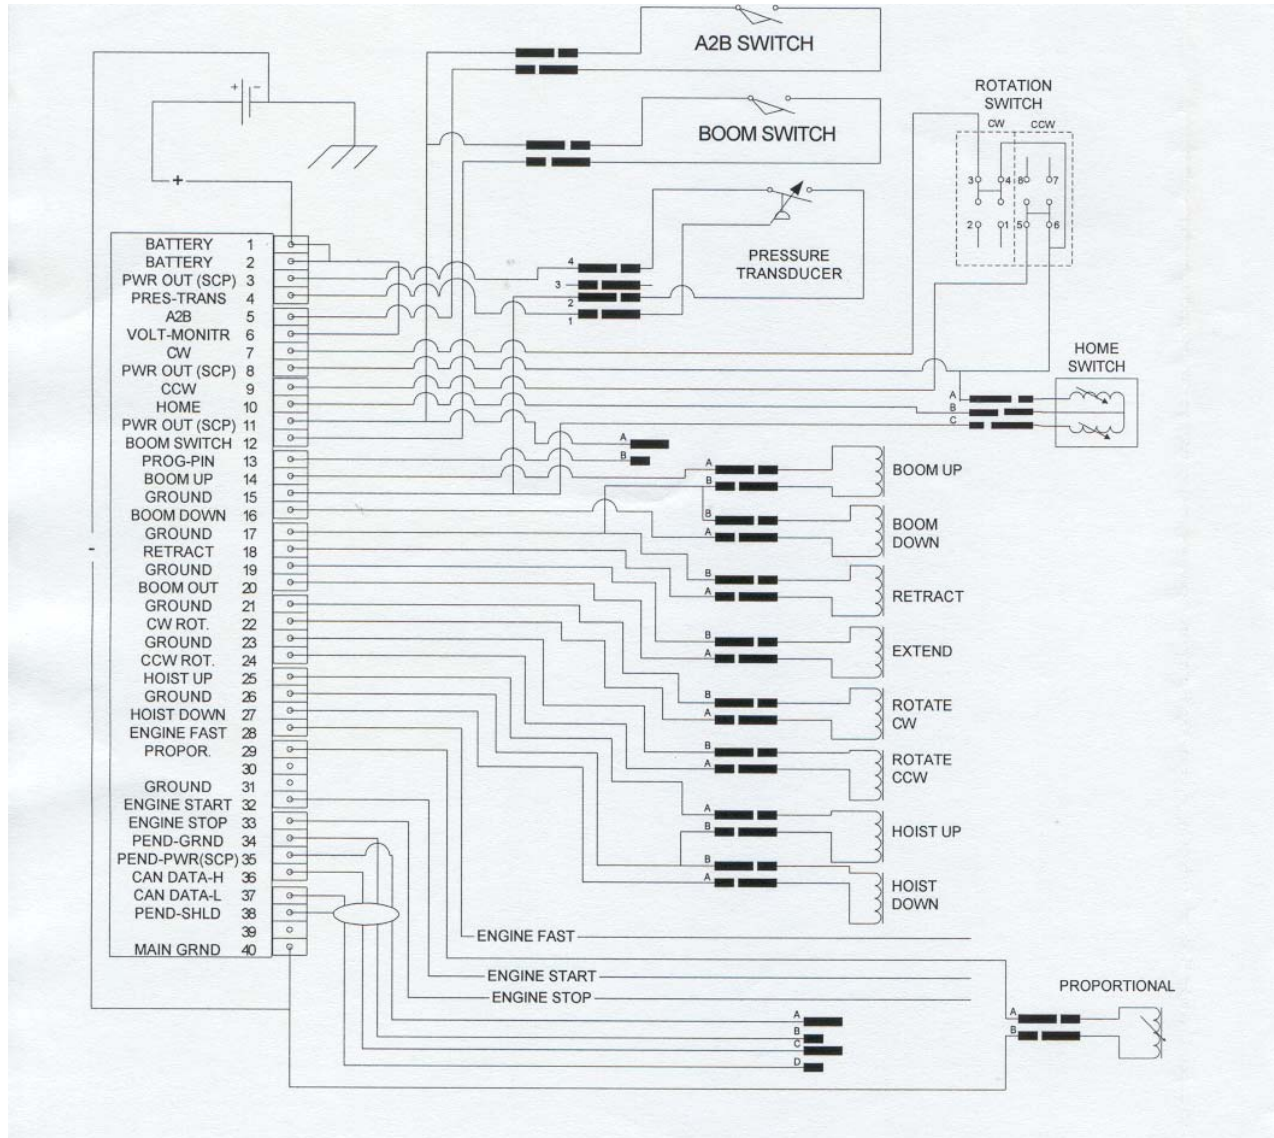 A2B SWITCH
+ -
ROTATION
SWITCH
CW CCW
BOOM SWITCH
3 4 8 7
2 1 5 6
+
PRESSURE
TRANSDUCER
4
3
2
1
BATTERY 1
BATTERY 2
PWR OUT (SCP) 3
PRES-TRANS 4
A2B 5
VOLT-MONITR 6
CW 7
PWR OUT (SCP) 8
CCW 9
HOME 10
PWR OUT (SCP) 11
BOOM SWITCH 12
PROG-PIN 13
BOOM UP 14
GROUND 15
BOOM DOWN 16
GROUND 17
RETRACT 18
GROUND 19
BOOM OUT 20
GROUND 21
CW ROT. 22
GROUND 23
CCW ROT. 24
HOIST UP 25
GROUND 26
HOIST DOWN 27
ENGINE FAST 28
PROPOR. 29
30
GROUND 31
ENGINE START 32
ENGINE STOP 33
PEND-GRND 34
PEND-PWR(SCP) 35
CAN DATA-H 36
CAN DATA-L 37
PEND-SHLD 38
39
MAIN GRND 40
-
HOME
SWITCH
A
B
C
A
B
A
B
BOOM UP
B
A
BOOM
DOWN
B
A
RETRACT
B
A
EXTEND
B
A
ROTATE
CW
B
A
ROTATE
CCW
A
B
HOIST UP
B
A
HOIST
DOWN
ENGINE FAST
ENGINE START
ENGINE STOP
PROPORTIONAL
A
B
A
B
C
D